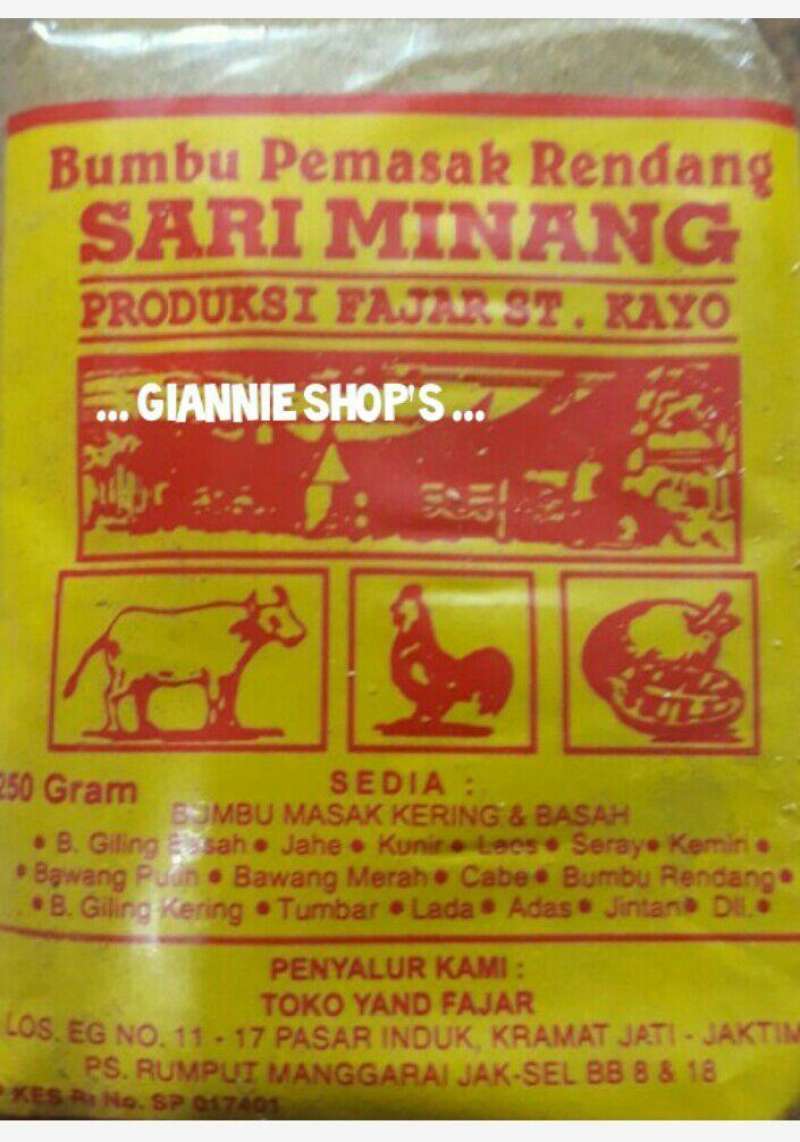 Bumbu Pemasak Rendang
SARI MINANG
PRODUKSI FAJAR ST. KAYO
... GIANNIE SHOP'S ...
250 Gram
SEDIA :
BUMBU MASAK KERING & BASAH
• B. Giling Basah • Jahe • Kunir • Laos • Seray • Kemiri •
• Bawang Putih • Bawang Merah • Cabe • Bumbu Rendang •
• B. Giling Kering • Tumbar • Lada • Adas • Jintan • Dll. •
PENYALUR KAMI :
TOKO YAND FAJAR
LOS. EG NO. 11 - 17 PASAR INDUK, KRAMAT JATI - JAKTIM
PS. RUMPUT MANGGARAI JAK-SEL BB 8 & 18
KES RI No. SP 017401